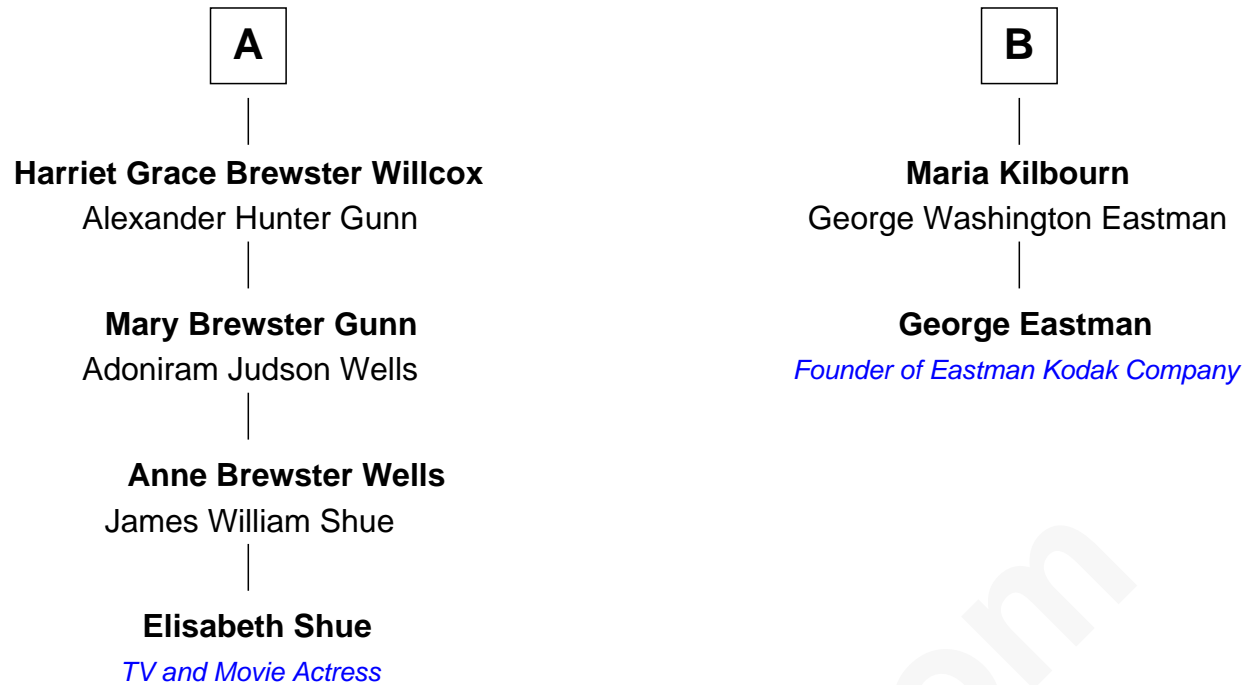 A
Harriet Grace Brewster Willcox
Alexander Hunter Gunn
Mary Brewster Gunn
Adoniram Judson Wells
Anne Brewster Wells
James William Shue
Elisabeth Shue
TV and Movie Actress
B
Maria Kilbourn
George Washington Eastman
George Eastman
Founder of Eastman Kodak Company
om